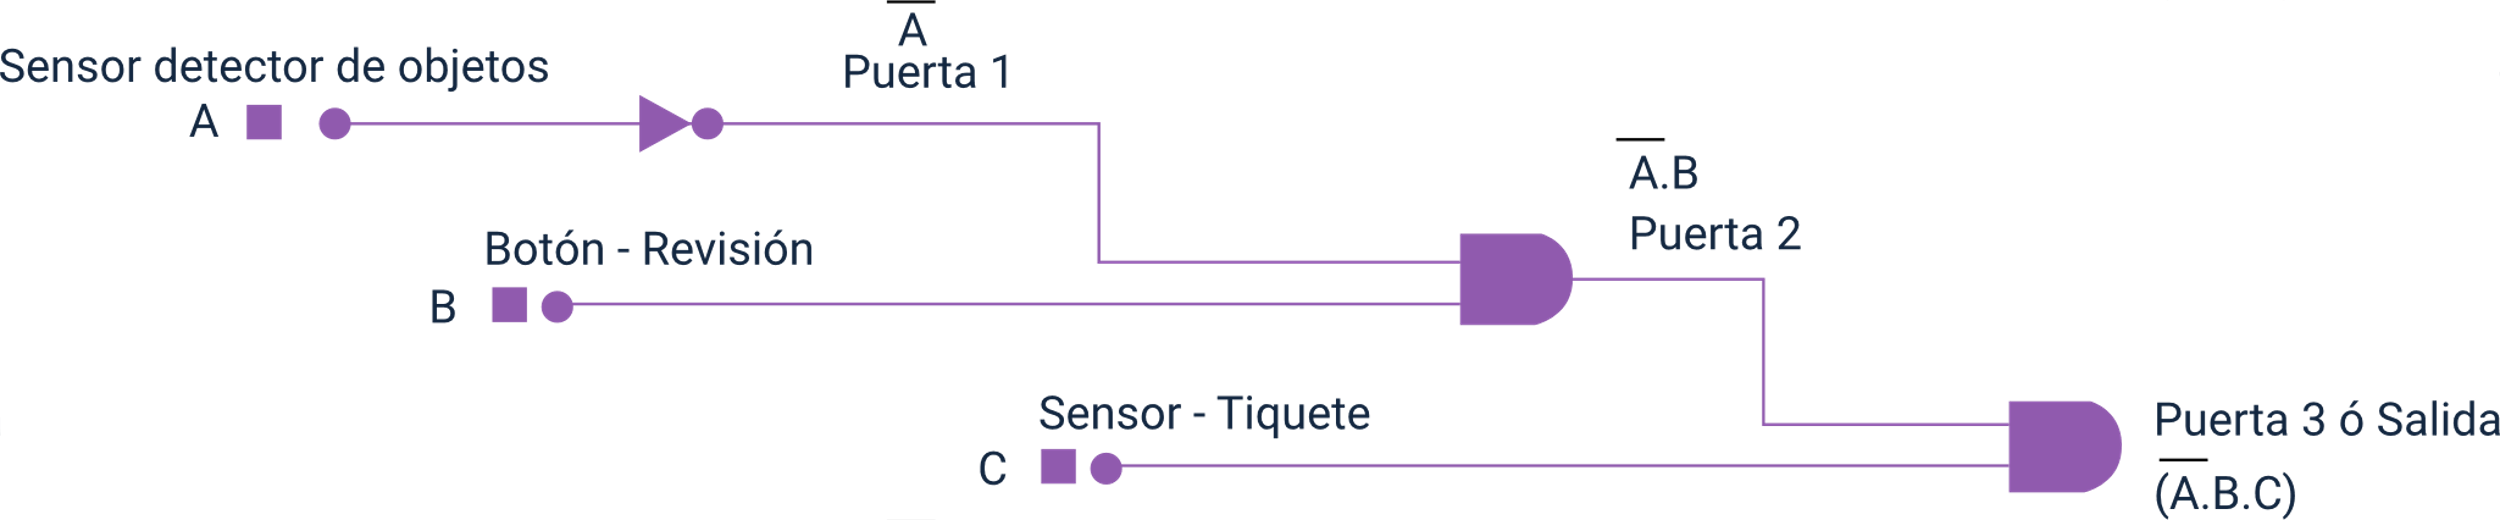 A̅
Puerta 1
Sensor detector de objetos
A
A̅.B
Puerta 2
Botón - Revisión
B
Sensor - Tiquete
C
Puerta 3 ó Salida
(A̅.B.C)